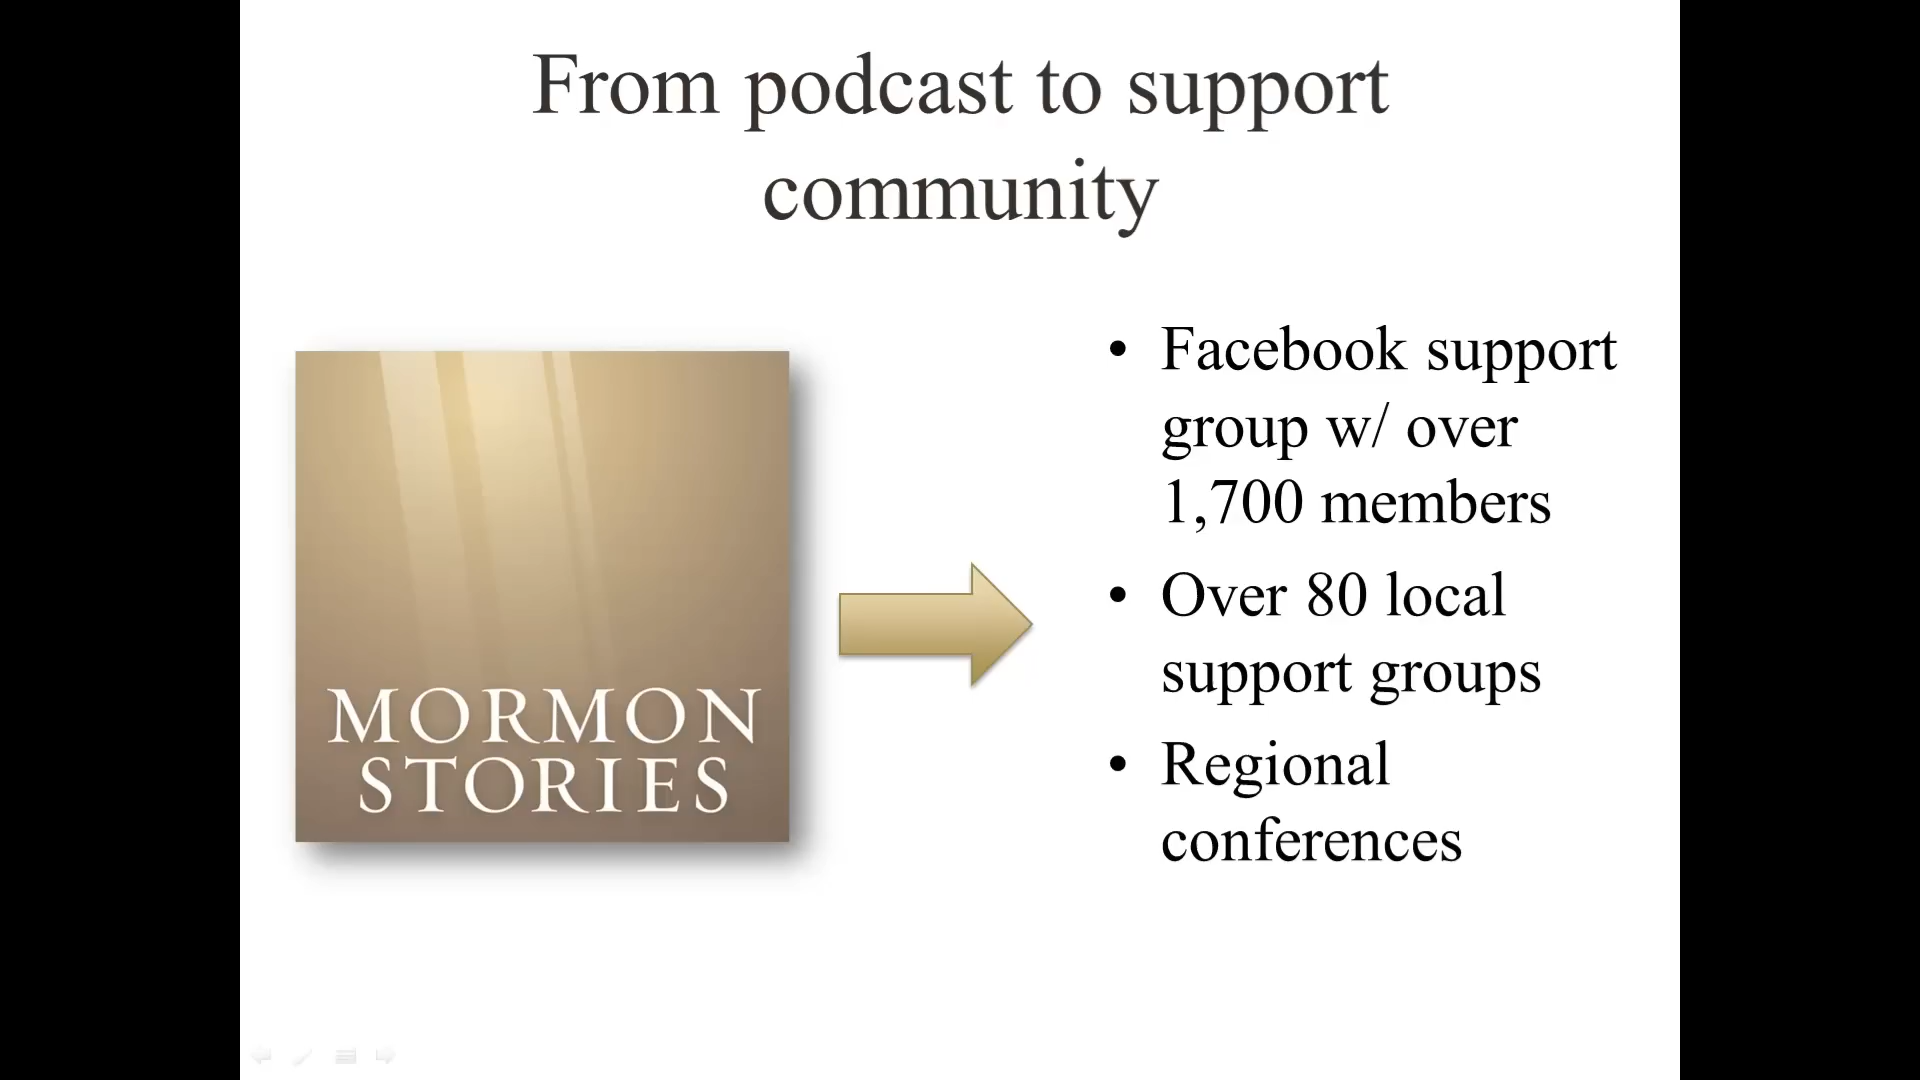 From podcast to support
community
MORMON
STORIES
• Facebook support
group w/ over
1,700 members
• Over 80 local
support groups
• Regional
conferences